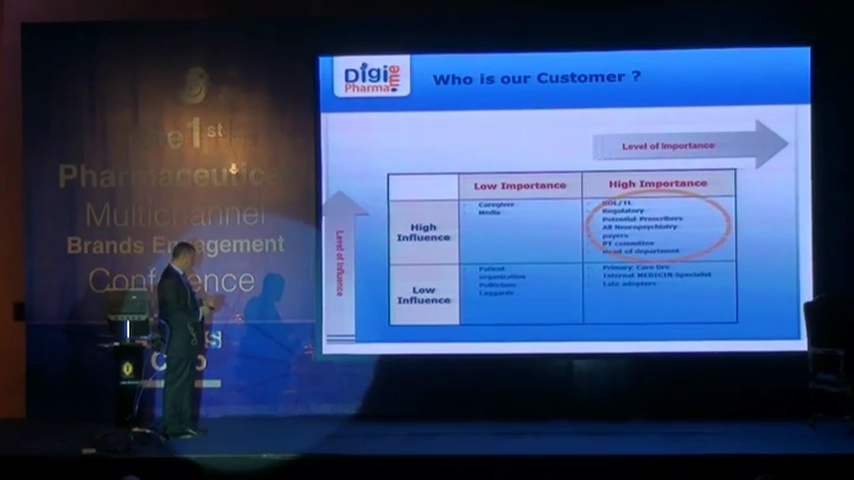 The 1st
Pharmaceutical
Multichannel
Brands Engagement
Conference
Digi
Pharma
me
Who is our Customer ?
Level of Importance
Level of Influence
Low Importance
High Importance
High Influence
Caregiver
Media
KOL/TL
Regulatory
Potential Prescribers
All Neuropsychiatry
payers
PT committee
Head of department
Low Influence
Patient
organization
Politicians
Laggards
Primary Care Drs
Internal MEDICIN Specialist
Late adopters